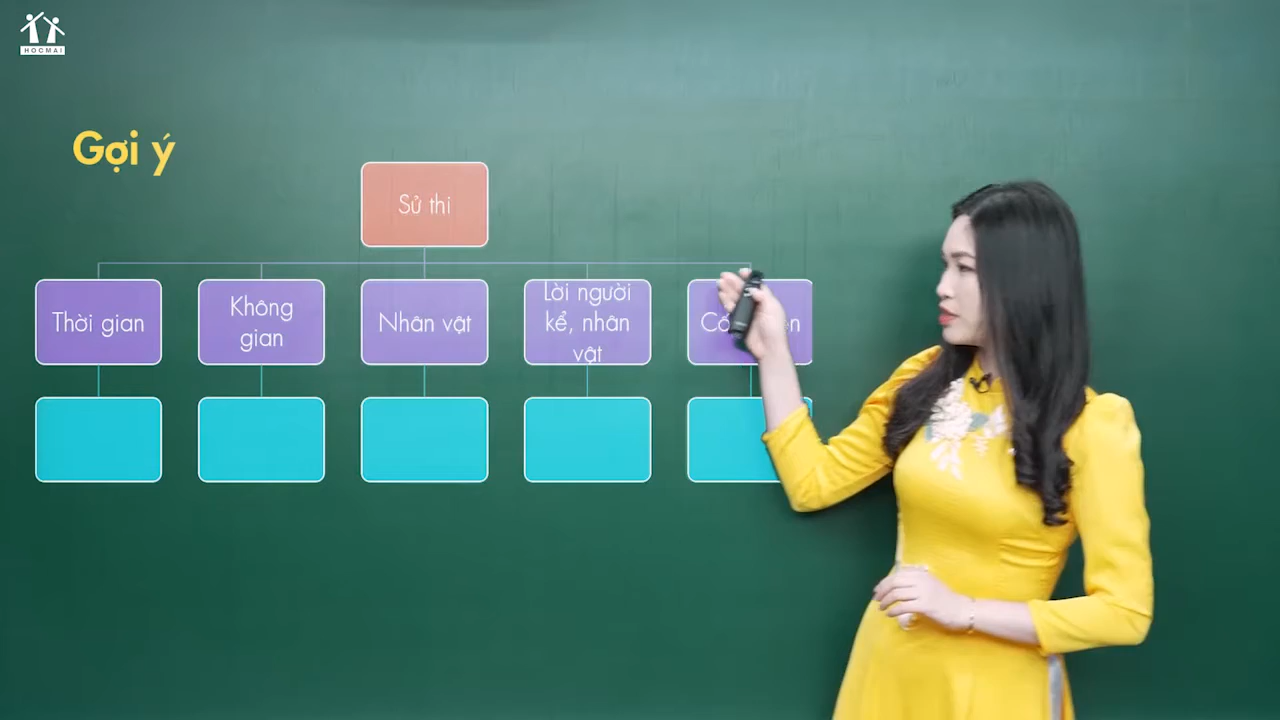 HOCMAI
Gợi ý
Sử thi
Thời gian
Không
gian
Nhân vật
Lời người
kể, nhân
vật